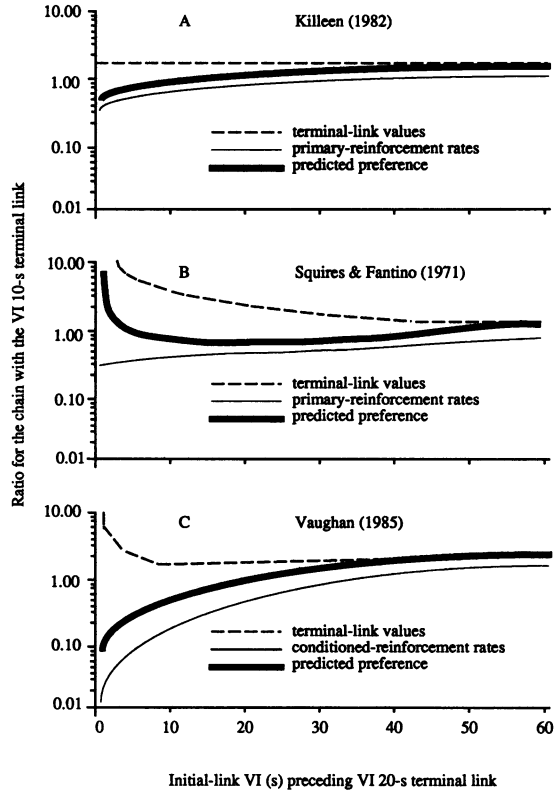 A Killeen (1982)
1.00
0.10
0.01
terminal-link values
primary-reinforcement rates
predicted preference
Ratio for the chain with the VI 10-s terminal link
10.00
B Squires & Fantino (1971)
1.00
0.10
0.01
terminal-link values
primary-reinforcement rates
predicted preference
10.00
C Vaughan (1985)
1.00
0.10
0.01
terminal-link values
conditioned-reinforcement rates
predicted preference
0 10 20 30 40 50 60
Initial-link VI (s) preceding VI 20-s terminal link